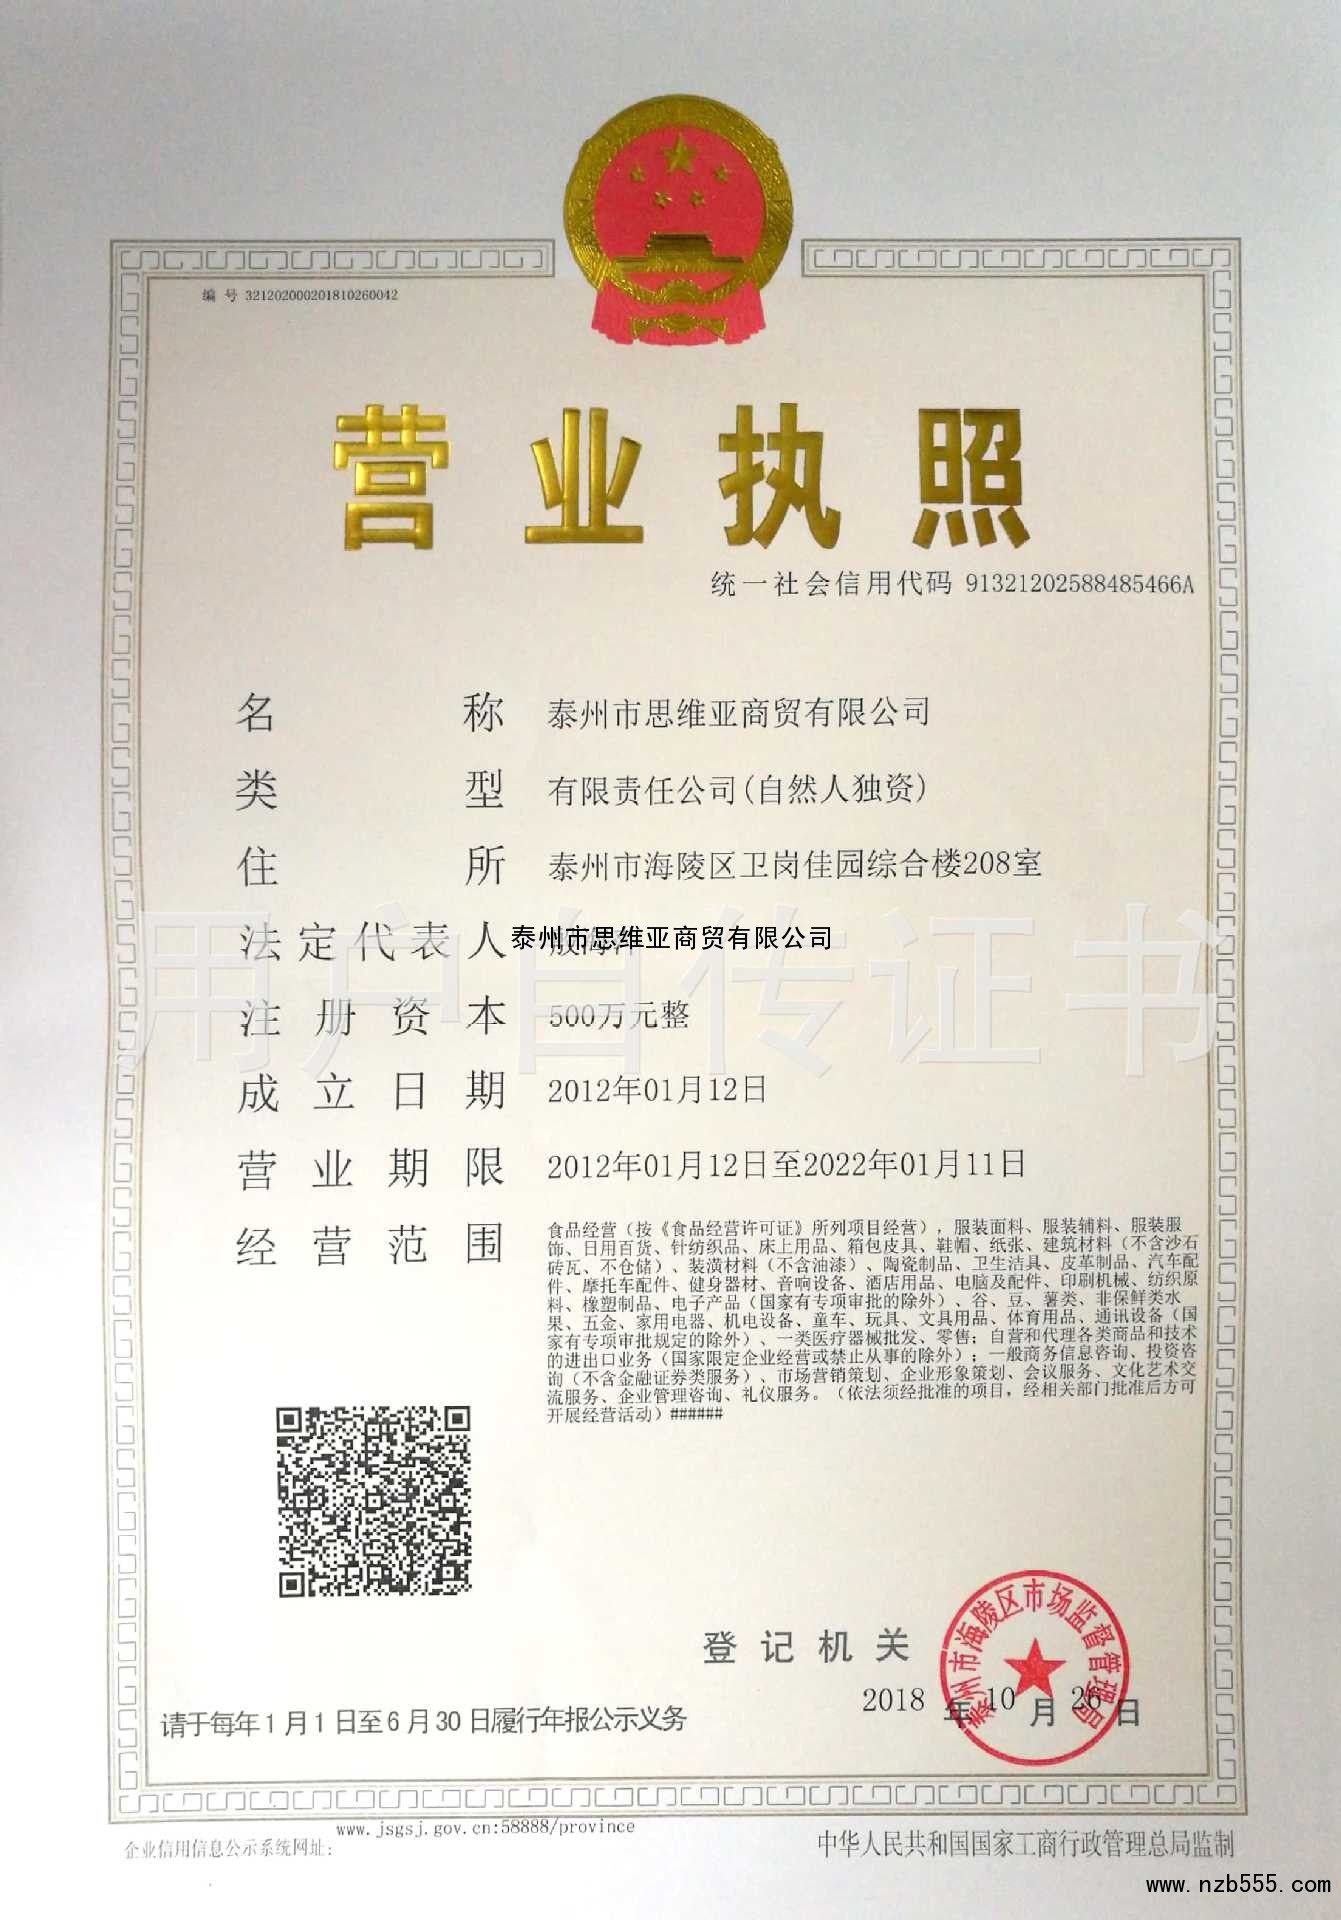 编 号 321202000201810260042
营业执照
统一社会信用代码 91321202588485466A
名称 泰州市思维亚商贸有限公司
类型 有限责任公司(自然人独资)
住所 泰州市海陵区卫岗佳园综合楼208室
法定代表人
泰州市思维亚商贸有限公司
用户自传证书
注册资本 500万元整
成立日期 2012年01月12日
营业期限 2012年01月12日至2022年01月11日
经营范围 食品经营（按《食品经营许可证》所列项目经营），服装面料、服装辅料、服装服
饰、日用百货、针纺织品、床上用品、箱包皮具、鞋帽、纸张、建筑材料（不含沙石
砖瓦、不仓储）、装潢材料（不含油漆）、陶瓷制品、卫生洁具、皮革制品、汽车配
件、摩托车配件、健身器材、音响设备、酒店用品、电脑及配件、印刷机械、纺织原
料、橡塑制品、电子产品（国家有专项审批的除外）、谷、豆、薯类、非保鲜类水
果、五金、家用电器、机电设备、童车、玩具、文具用品、体育用品、通讯设备（国
家有专项审批规定的除外）、一类医疗器械批发、零售；自营和代理各类商品和技术
的进出口业务（国家限定企业经营或禁止从事的除外）；一般商务信息咨询、投资咨
询（不含金融证券类服务）、市场营销策划、企业形象策划、会议服务、文化艺术交
流服务、企业管理咨询、礼仪服务。（依法须经批准的项目，经相关部门批准后方可
开展经营活动）######
登记机关
泰州市海陵区市场监督管理局
2018 年 10 月 26 日
请于每年1月1日至6月30日履行年报公示义务
www.jsgsj.gov.cn:58888/province
企业信用信息公示系统网址：
中华人民共和国国家工商行政管理总局监制
www.nzb555.com